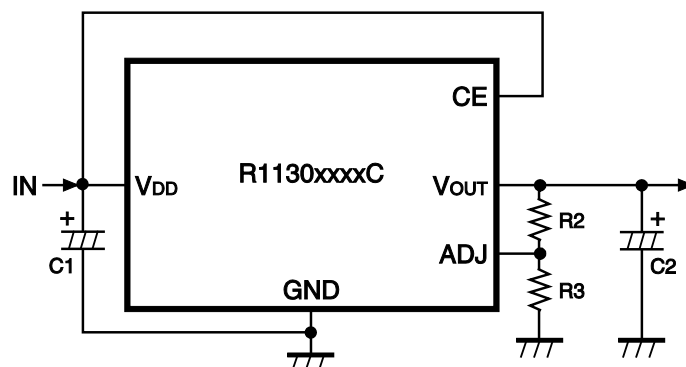 CE
R1130xxxxC
IN
VDD
VOUT
+
C1
R2
+
C2
ADJ
R3
GND